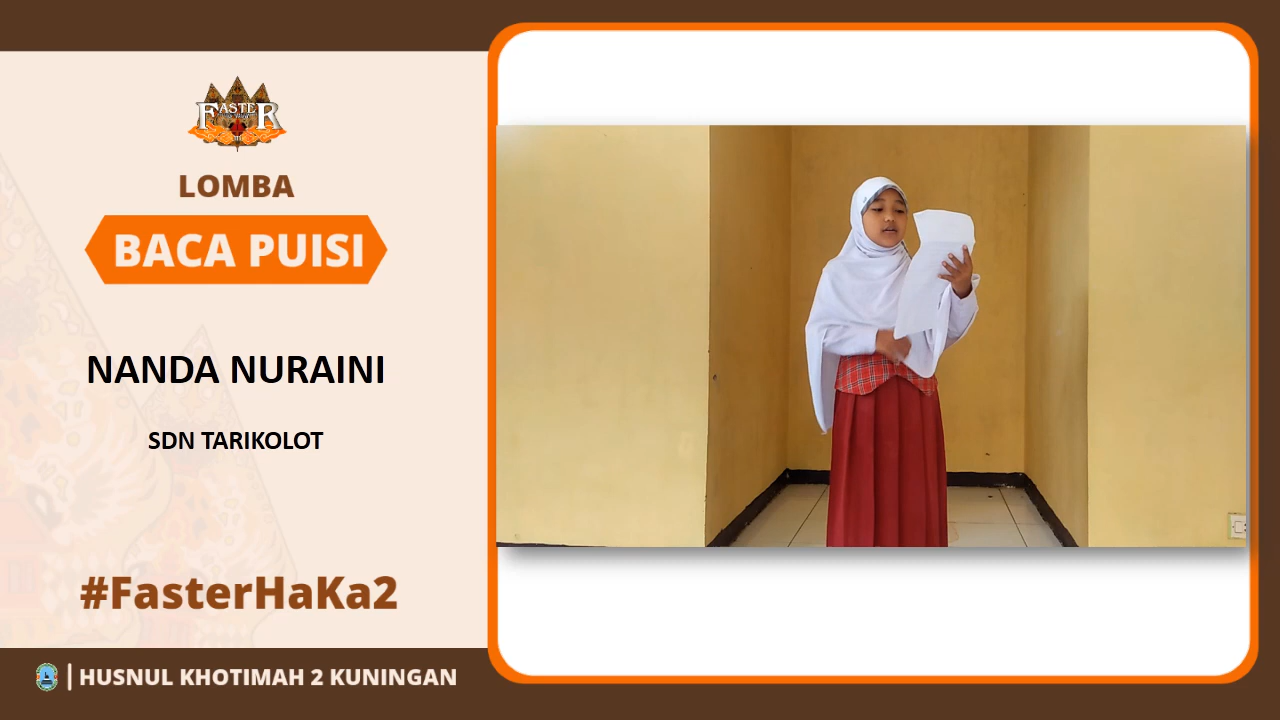 FASTER
LOMBA
BACA PUISI
NANDA NURAINI
SDN TARIKOLOT
#FasterHaKa2
HUSNUL KHOTIMAH 2 KUNINGAN